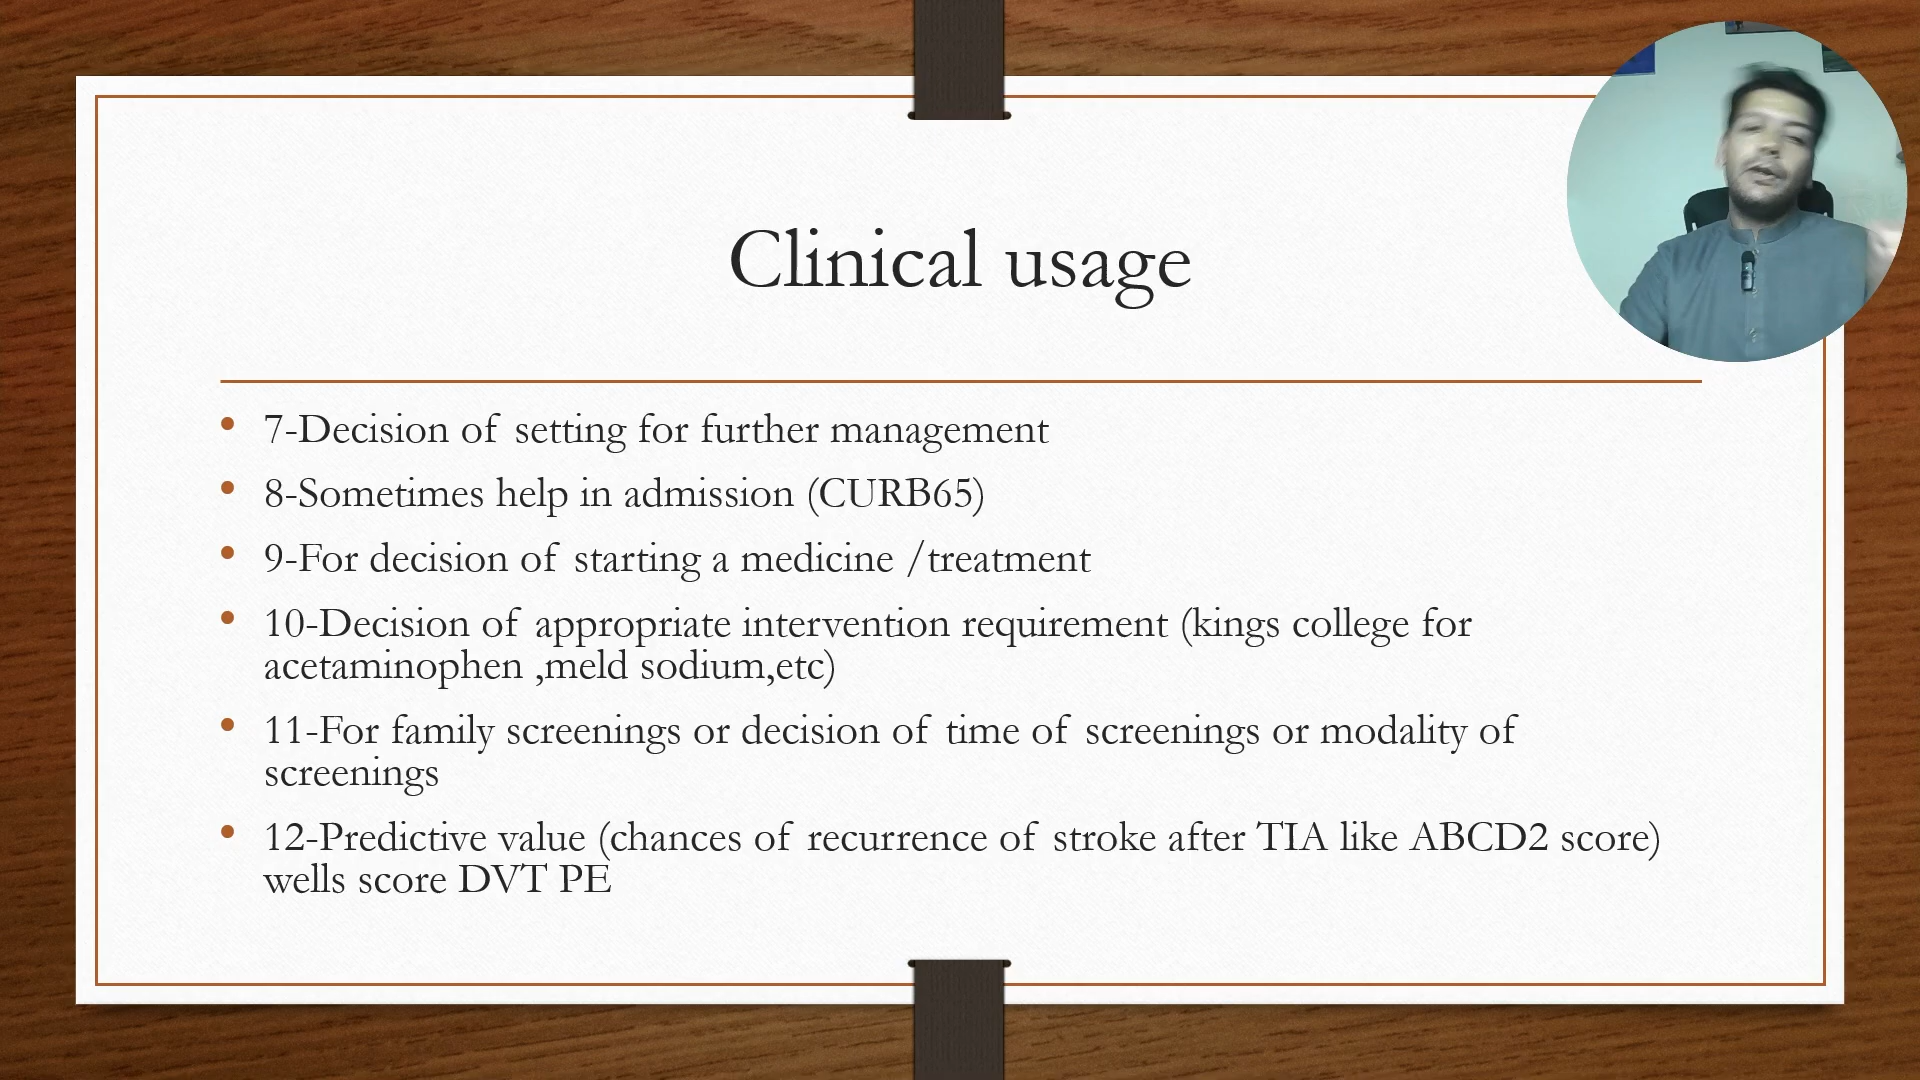 Clinical usage
• 7-Decision of setting for further management
• 8-Sometimes help in admission (CURB65)
• 9-For decision of starting a medicine /treatment
• 10-Decision of appropriate intervention requirement (kings college for
acetaminophen ,meld sodium,etc)
• 11-For family screenings or decision of time of screenings or modality of
screenings
• 12-Predictive value (chances of recurrence of stroke after TIA like ABCD2 score)
wells score DVT PE